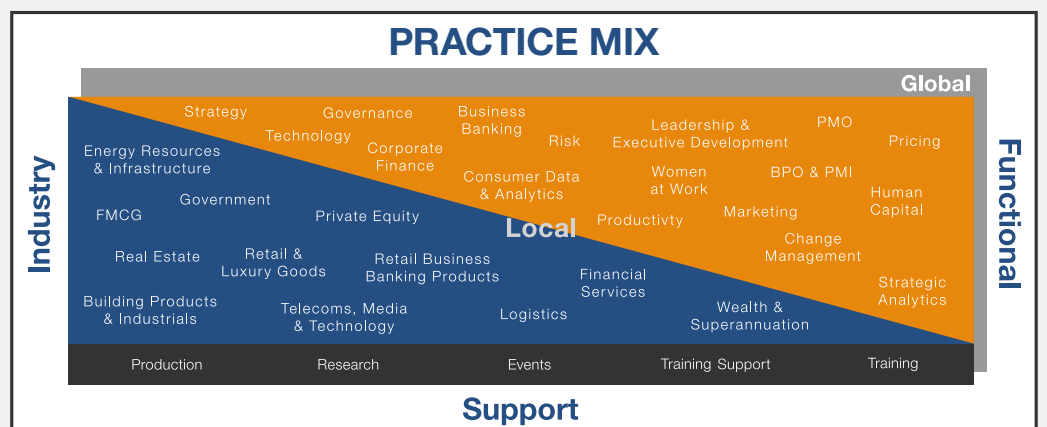 PRACTICE MIX
Global
Strategy
Governance
Business
Banking
Technology
Corporate
Finance
Risk
Leadership &
Executive Development
PMO
Pricing
Consumer Data
& Analytics
Women
at Work
BPO & PMI
Human
Capital
Productivty
Marketing
Change
Management
Strategic
Analytics
Local
Industry
Functional
Energy Resources
& Infrastructure
Government
FMCG
Private Equity
Real Estate
Retail &
Luxury Goods
Retail Business
Banking Products
Financial
Services
Building Products
& Industrials
Telecoms, Media
& Technology
Logistics
Wealth &
Superannuation
Production
Research
Events
Training Support
Training
Support